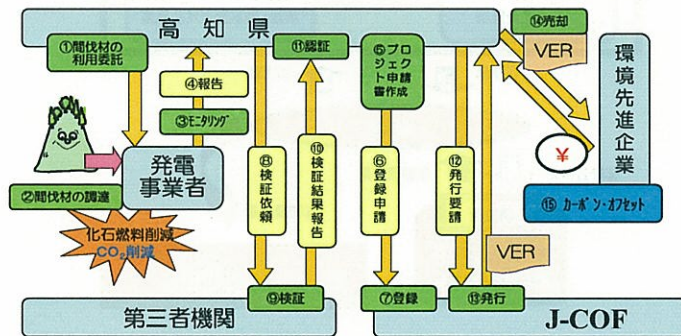 高知県
①間伐材の
利用委託
④報告
③モニタリング
発電
事業者
②間伐材の調達
化石燃料削減
CO₂削減
⑧検証依頼
⑩検証結果報告
⑪認証
⑤プロ
ジェク
ト申請
書作成
⑥登録申請
⑫発行要請
⑭売却
VER
環境先進企業
¥
⑮ カーボン・オフセット
VER
第三者機関
⑨検証
⑦登録
⑬発行
J-COF